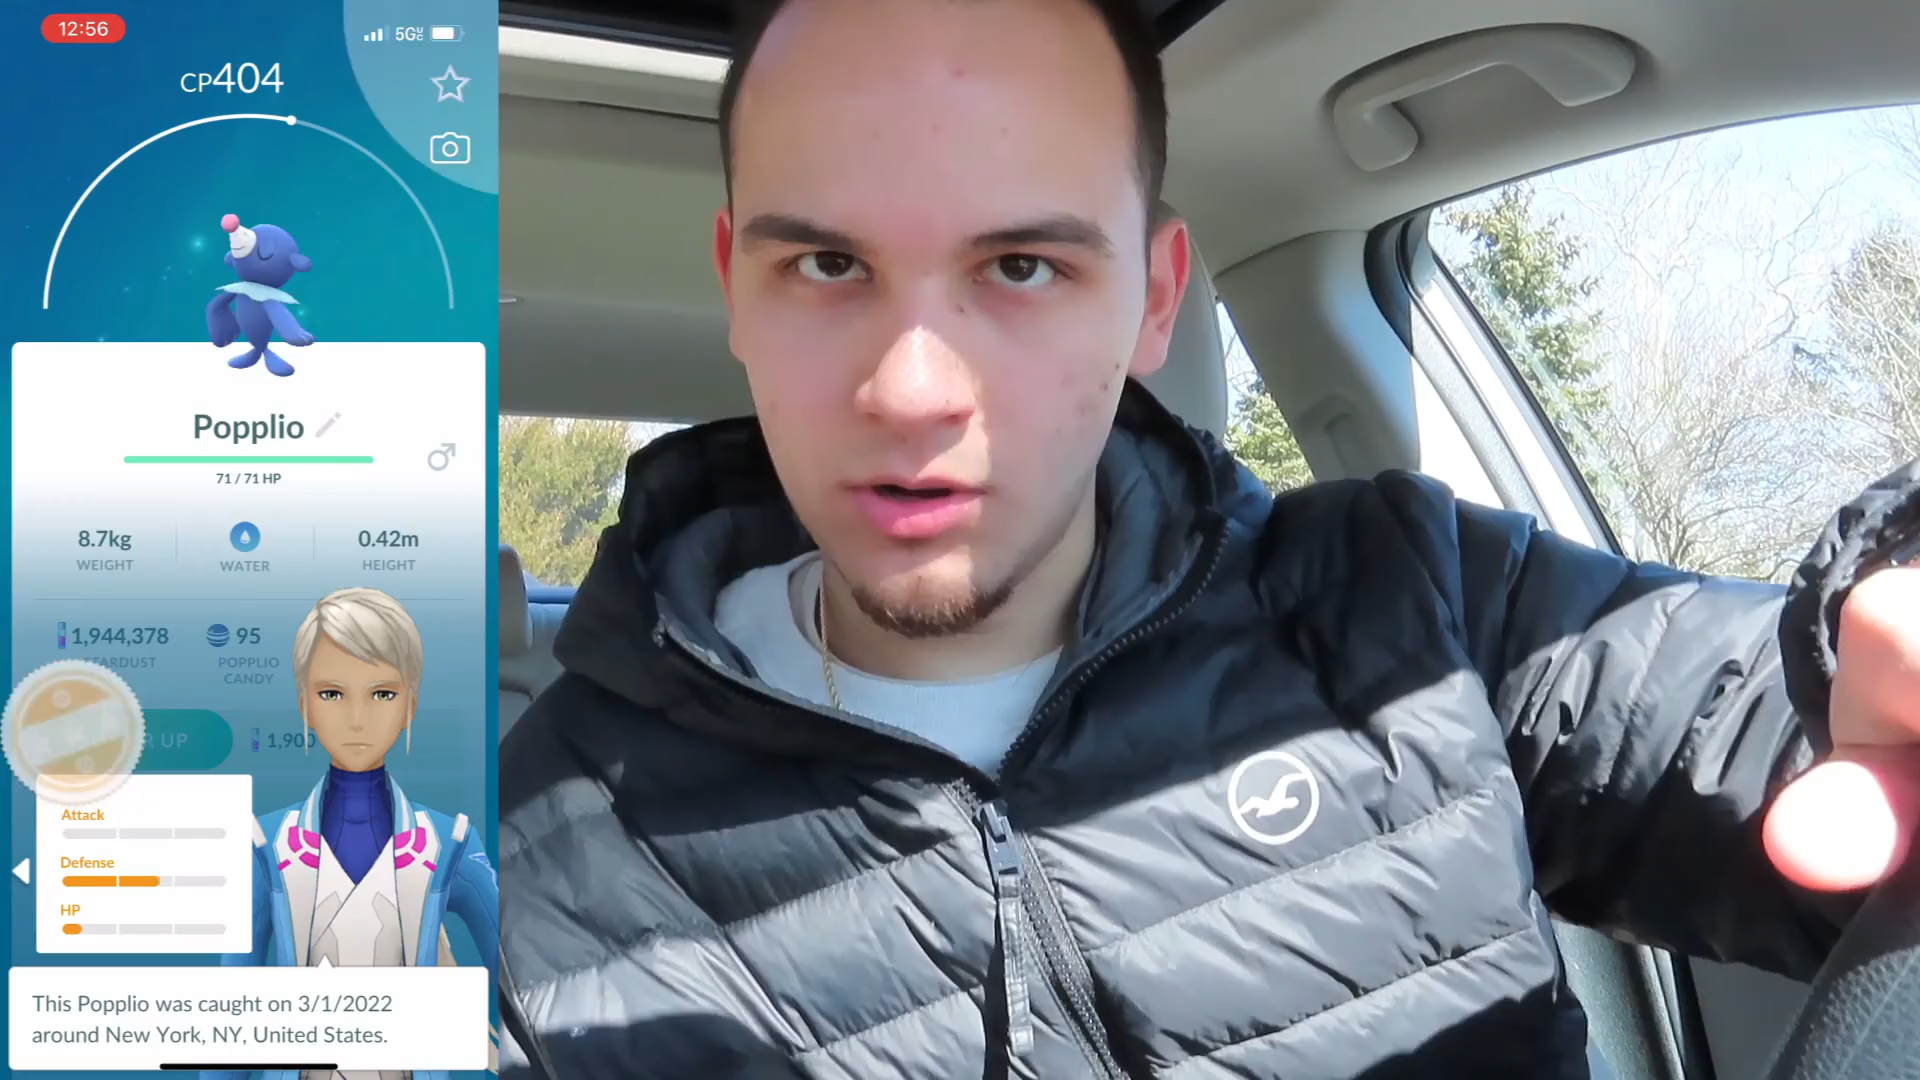 12:56
5G
CP404
Popplio
71 / 71 HP
8.7kg
WEIGHT
WATER
0.42m
HEIGHT
1,944,378
95
POPPLIO
CANDY
UP
1,900
Attack
Defense
HP
This Popplio was caught on 3/1/2022
around New York, NY, United States.